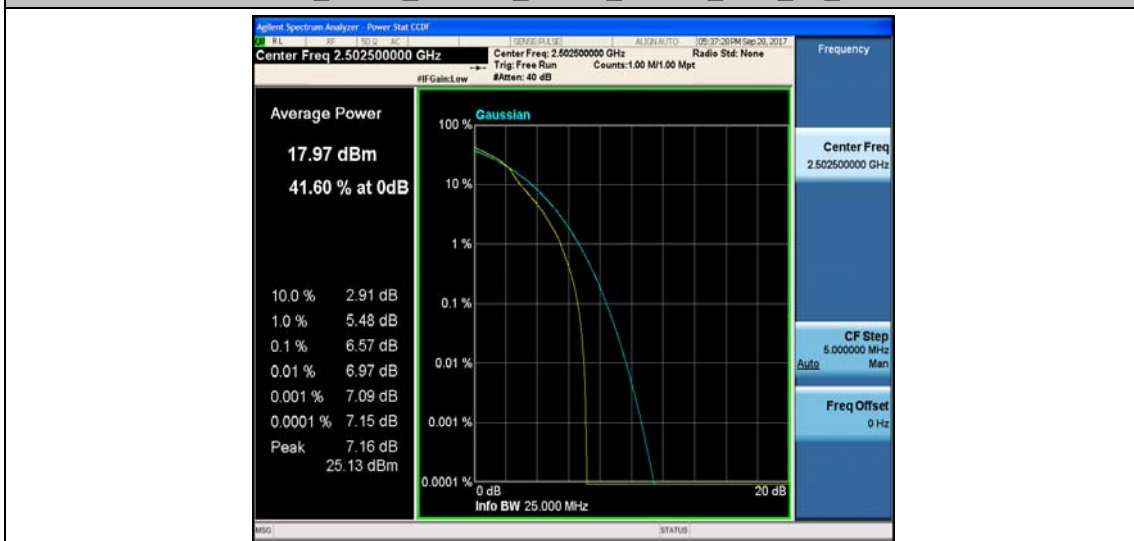 Agilent Spectrum Analyzer - Power Stat CCDF
RL RF 50 Ω AC SENSE:PULSE ALIGN AUTO 05:37:20 PM Sep 20, 2017
Center Freq 2.502500000 GHz
Center Freq: 2.502500000 GHz Radio Std: None
Trig: Free Run Counts:1.00 M/1.00 Mpt
#IFGain:Low #Atten: 40 dB
Frequency
Average Power
17.97 dBm
41.60 % at 0dB
10.0 % 2.91 dB
1.0 % 5.48 dB
0.1 % 6.57 dB
0.01 % 6.97 dB
0.001 % 7.09 dB
0.0001 % 7.15 dB
Peak 7.16 dB
25.13 dBm
Gaussian
100 %
10 %
1 %
0.1 %
0.01 %
0.001 %
0.0001 %
0 dB 20 dB
Info BW 25.000 MHz
Center Freq
2.502500000 GHz
CF Step
5.000000 MHz
Auto Man
Freq Offset
0 Hz
MSG STATUS